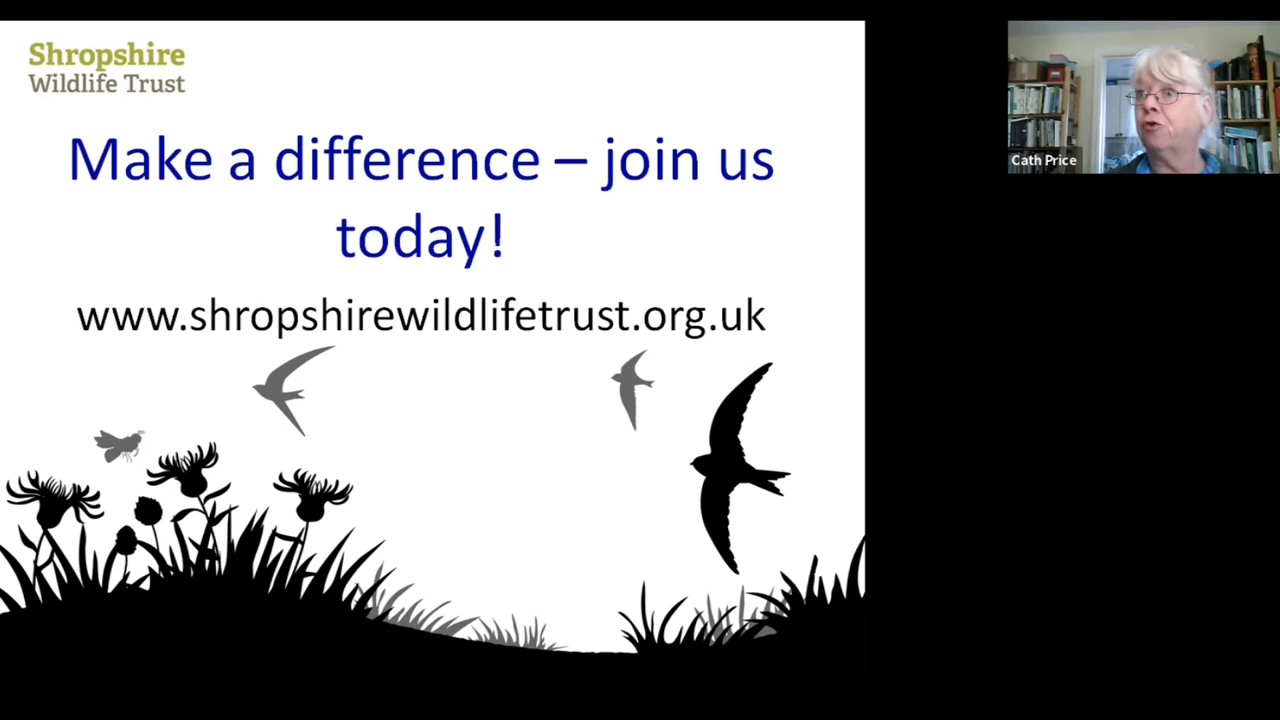 Shropshire
Wildlife Trust
Make a difference – join us
today!
www.shropshirewildlifetrust.org.uk
Cath Price